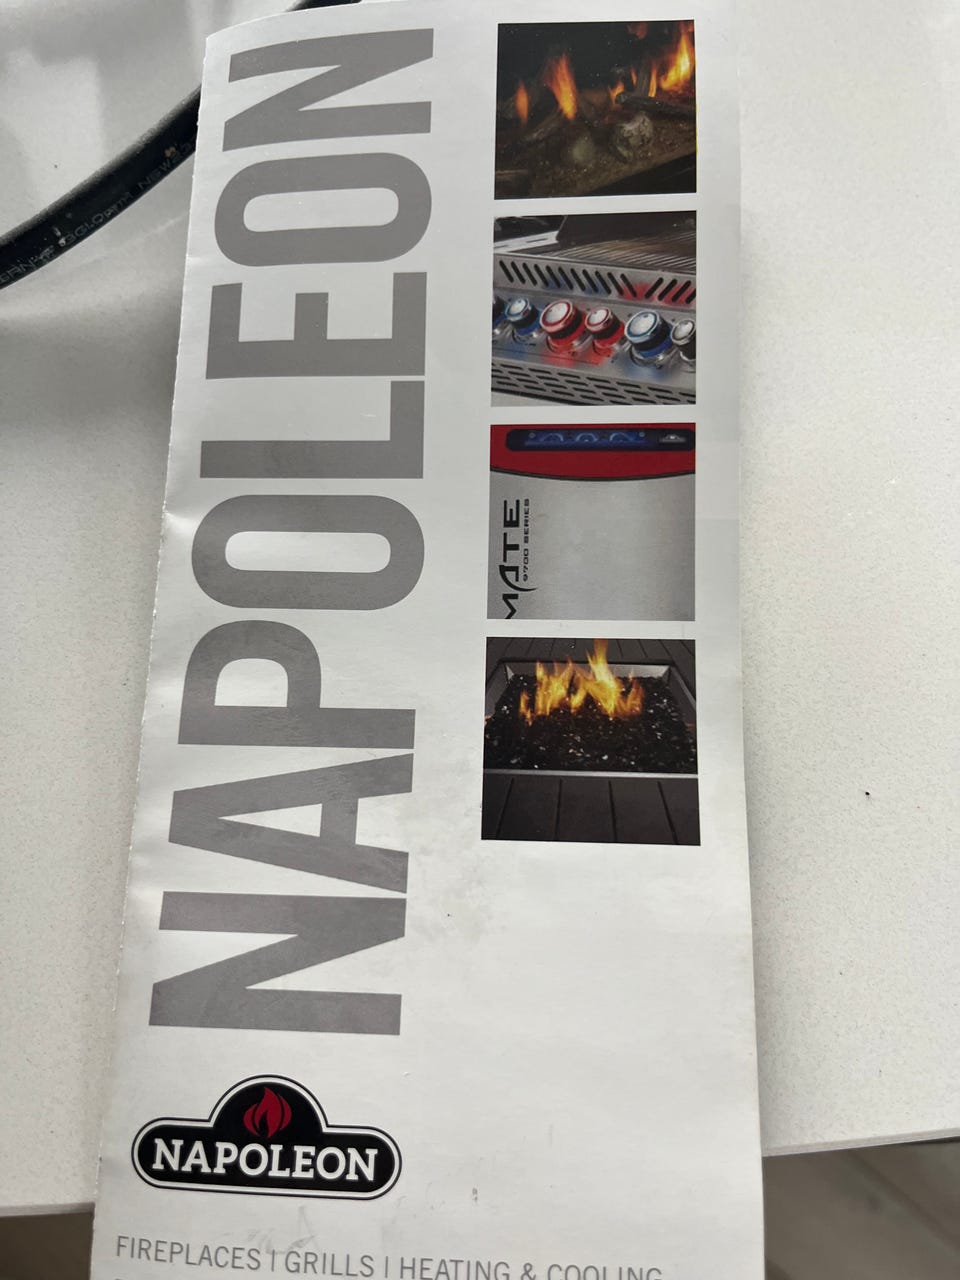 NAPOLEON
MATE
9700 SERIES
NAPOLEON
FIREPLACES | GRILLS | HEATING & COOLING